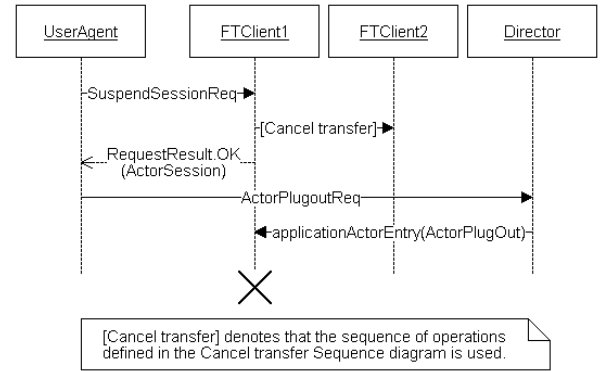 UserAgent
FTClient1
FTClient2
Director
SuspendSessionReq
[Cancel transfer]
RequestResult.OK
(ActorSession)
ActorPlugoutReq
applicationActorEntry(ActorPlugOut)
[Cancel transfer] denotes that the sequence of operations
defined in the Cancel transfer Sequence diagram is used.